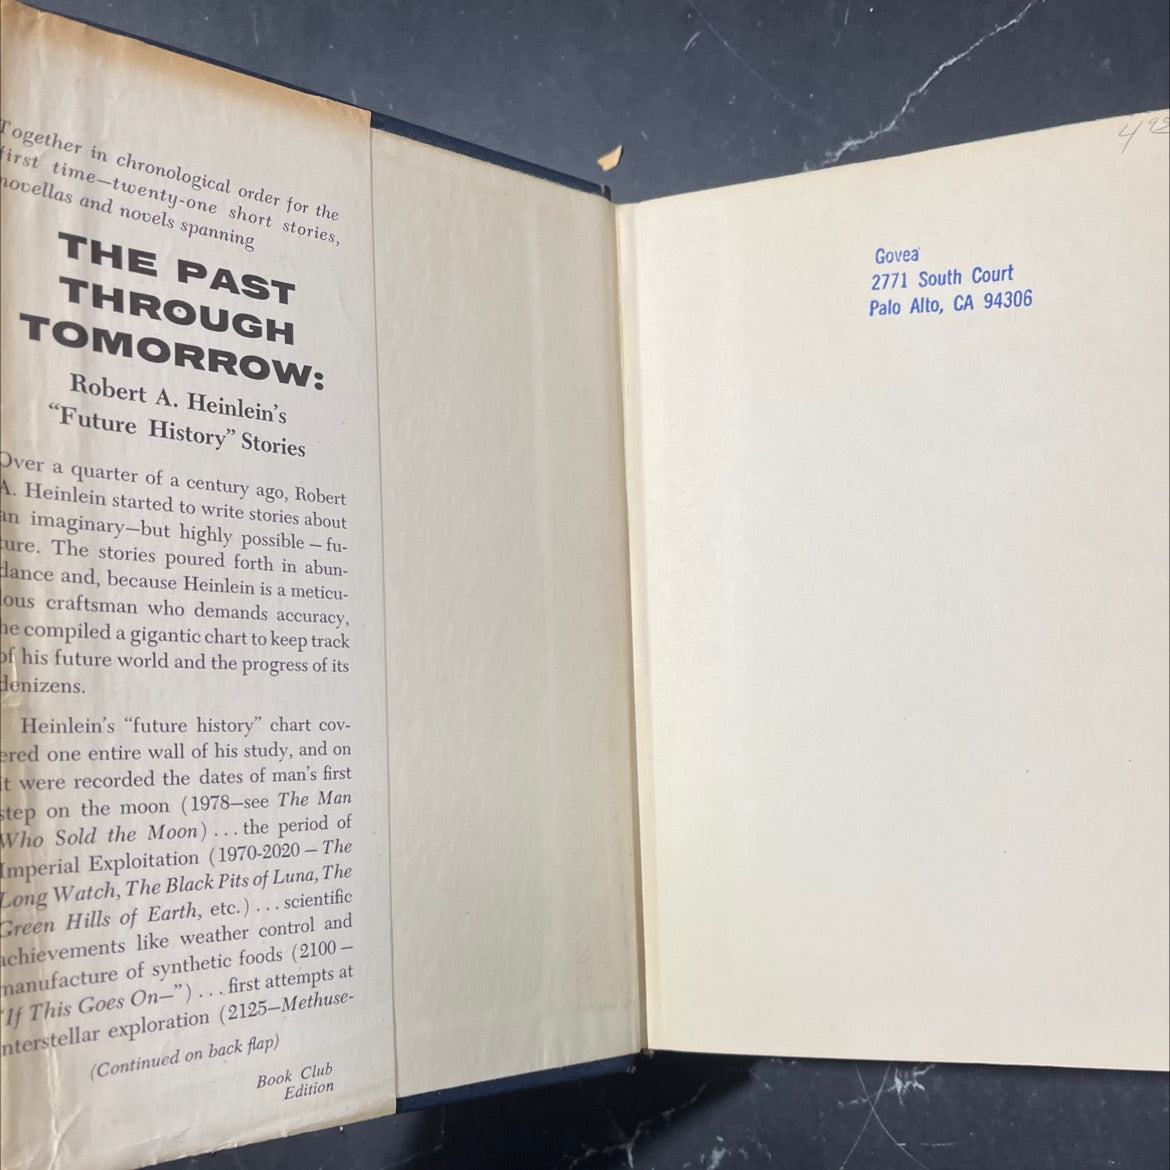 Together in chronological order for the
first time—twenty-one short stories,
novellas and novels spanning
THE PAST
THROUGH
TOMORROW:
Robert A. Heinlein's
"Future History" Stories
Over a quarter of a century ago, Robert
A. Heinlein started to write stories about
an imaginary—but highly possible — fu-
ture. The stories poured forth in abun-
dance and, because Heinlein is a meticu-
lous craftsman who demands accuracy,
he compiled a gigantic chart to keep track
of his future world and the progress of its
denizens.
Heinlein's "future history" chart cov-
ered one entire wall of his study, and on
it were recorded the dates of man's first
step on the moon (1978—see The Man
Who Sold the Moon) . . . the period of
Imperial Exploitation (1970-2020 — The
Long Watch, The Black Pits of Luna, The
Green Hills of Earth, etc.) . . . scientific
achievements like weather control and
manufacture of synthetic foods (2100 —
"If This Goes On—") . . . first attempts at
interstellar exploration (2125—Methuse-
(Continued on back flap)
Book Club
Edition
4 95
Govea
2771 South Court
Palo Alto, CA 94306